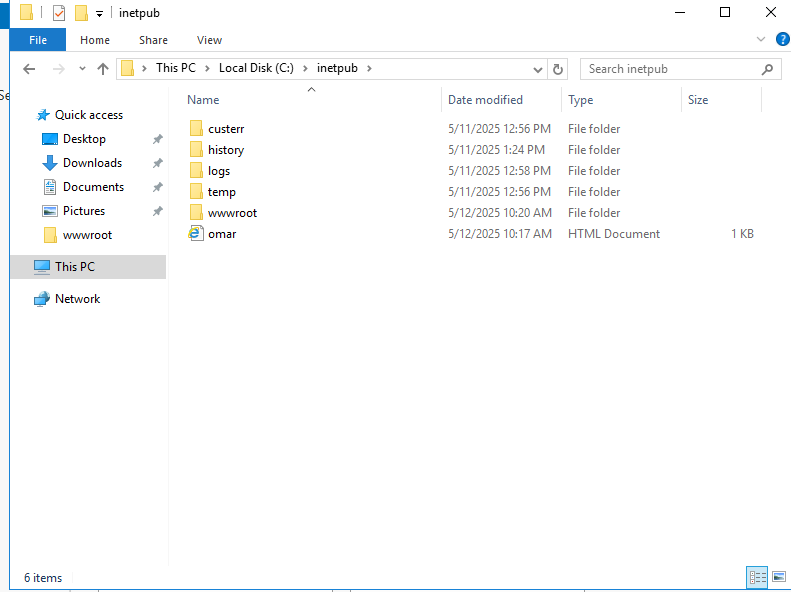 inetpub
File Home Share View
This PC Local Disk (C:) inetpub Search inetpub
Name Date modified Type Size
Quick access
Desktop
Downloads
Documents
Pictures
wwwroot
This PC
Network
custerr 5/11/2025 12:56 PM File folder
history 5/11/2025 1:24 PM File folder
logs 5/11/2025 12:58 PM File folder
temp 5/11/2025 12:56 PM File folder
wwwroot 5/12/2025 10:20 AM File folder
omar 5/12/2025 10:17 AM HTML Document 1 KB
6 items